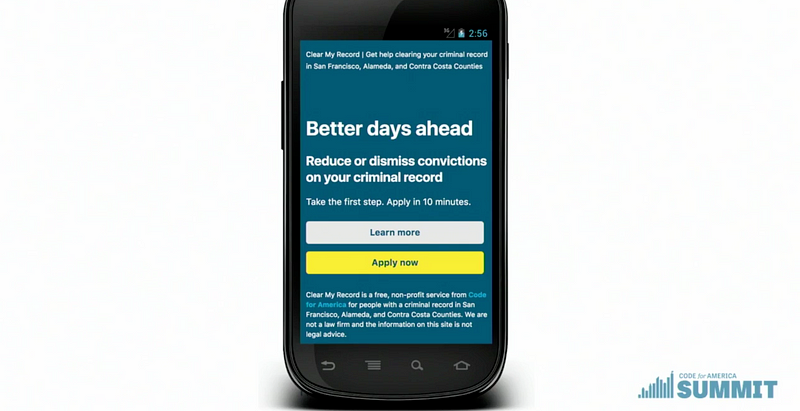 3G 2:56
Clear My Record | Get help clearing your criminal record
in San Francisco, Alameda, and Contra Costa Counties
Better days ahead
Reduce or dismiss convictions
on your criminal record
Take the first step. Apply in 10 minutes.
Learn more
Apply now
Clear My Record is a free, non-profit service from Code
for America for people with a criminal record in San
Francisco, Alameda, and Contra Costa Counties. We are
not a law firm and the information on this site is not
legal advice.
CODE for AMERICA
SUMMIT